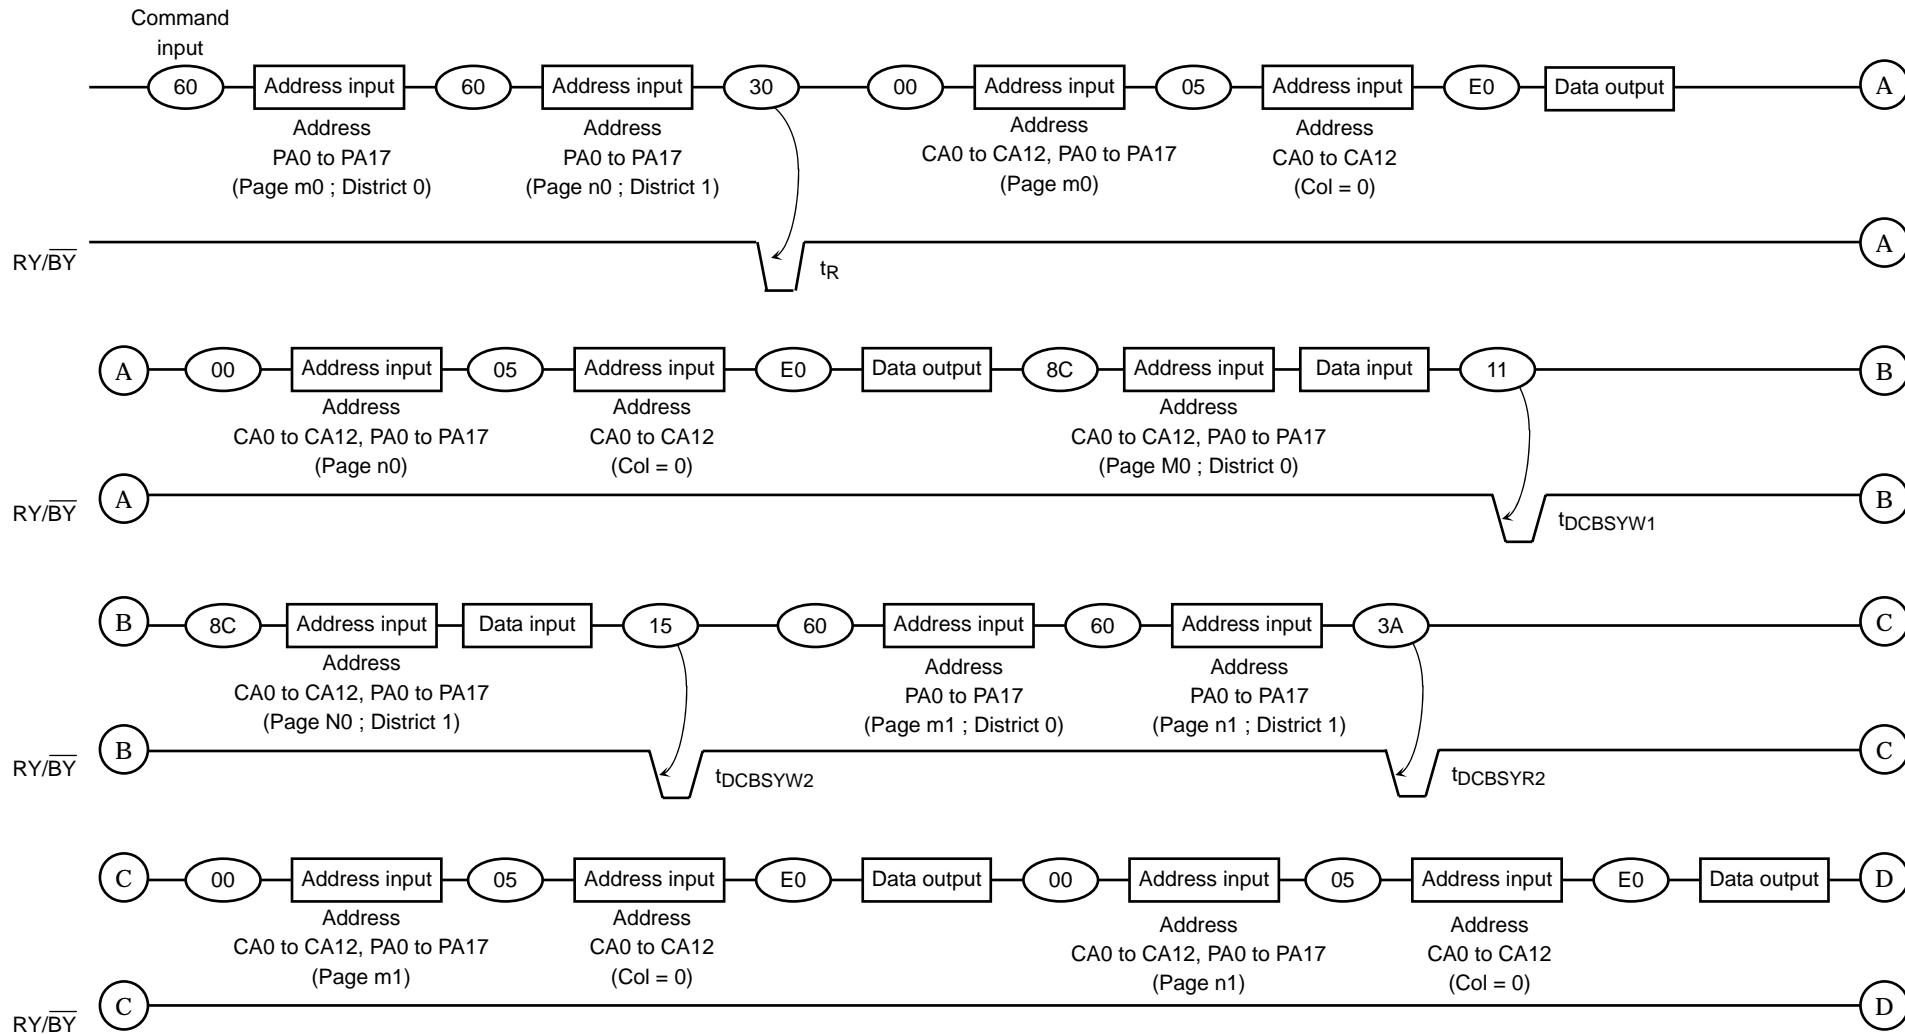 Command
input
60 Address input 60 Address input 30 00 Address input 05 Address input E0 Data output A
Address Address Address Address
PA0 to PA17 PA0 to PA17 CA0 to CA12, PA0 to PA17 CA0 to CA12
(Page m0 ; District 0) (Page n0 ; District 1) (Page m0) (Col = 0)
RY/BY tR A
A 00 Address input 05 Address input E0 Data output 8C Address input Data input 11 B
Address Address Address
CA0 to CA12, PA0 to PA17 CA0 to CA12 CA0 to CA12, PA0 to PA17
(Page n0) (Col = 0) (Page M0 ; District 0)
RY/BY A tDCBSYW1 B
B 8C Address input Data input 15 60 Address input 60 Address input 3A C
Address Address Address
CA0 to CA12, PA0 to PA17 PA0 to PA17 PA0 to PA17
(Page N0 ; District 1) (Page m1 ; District 0) (Page n1 ; District 1)
RY/BY B tDCBSYW2 tDCBSYR2 C
C 00 Address input 05 Address input E0 Data output 00 Address input 05 Address input E0 Data output D
Address Address Address Address
CA0 to CA12, PA0 to PA17 CA0 to CA12 CA0 to CA12, PA0 to PA17 CA0 to CA12
(Page m1) (Col = 0) (Page n1) (Col = 0)
RY/BY C D